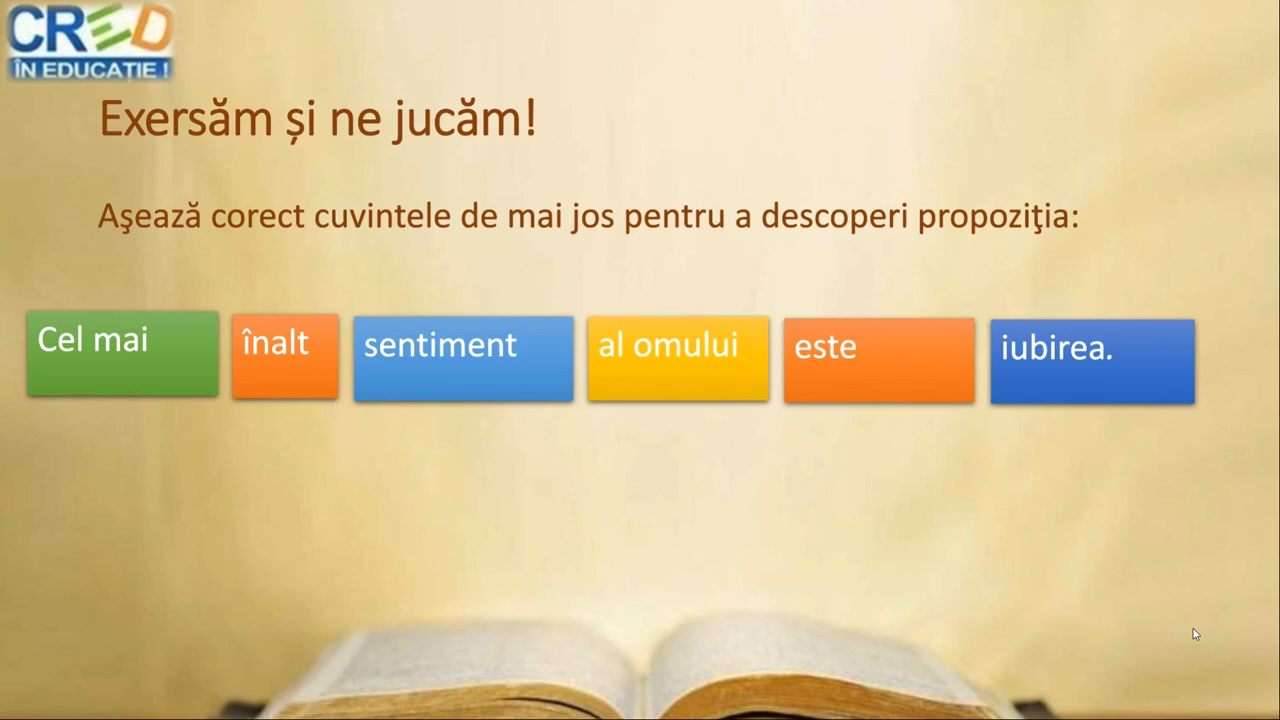 CRED
ÎN EDUCATIE !
Exersăm și ne jucăm!
Aşează corect cuvintele de mai jos pentru a descoperi propoziţia:
Cel mai înalt sentiment al omului este iubirea.